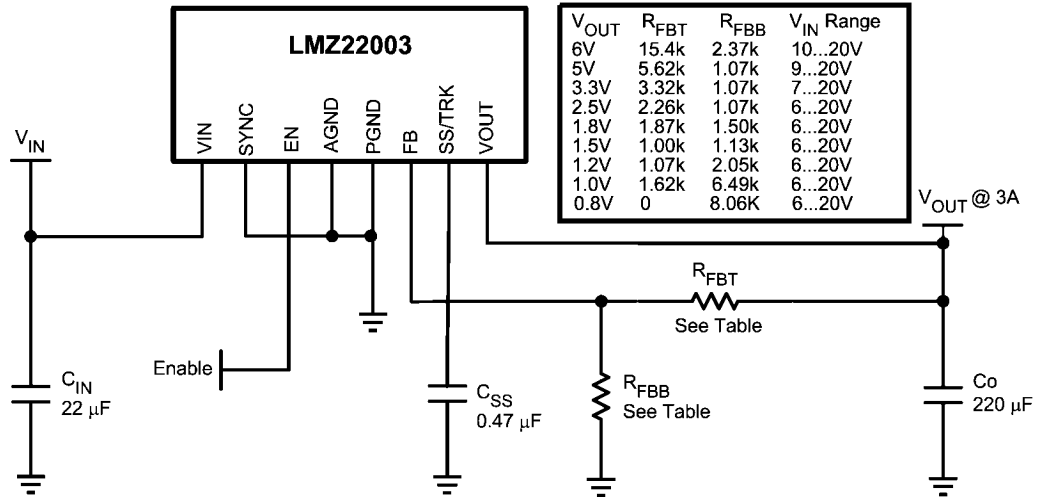 LMZ22003
VIN
SYNC
EN
AGND
PGND
FB
SS/TRK
VOUT
VOUT RFBT RFBB VIN Range
6V 15.4k 2.37k 10...20V
5V 5.62k 1.07k 9...20V
3.3V 3.32k 1.07k 7...20V
2.5V 2.26k 1.07k 6...20V
1.8V 1.87k 1.50k 6...20V
1.5V 1.00k 1.13k 6...20V
1.2V 1.07k 2.05k 6...20V
1.0V 1.62k 6.49k 6...20V
0.8V 0 8.06K 6...20V
VIN
VOUT @ 3A
RFBT
See Table
Enable
CIN
22 μF
CSS
0.47 μF
RFBB
See Table
Co
220 μF